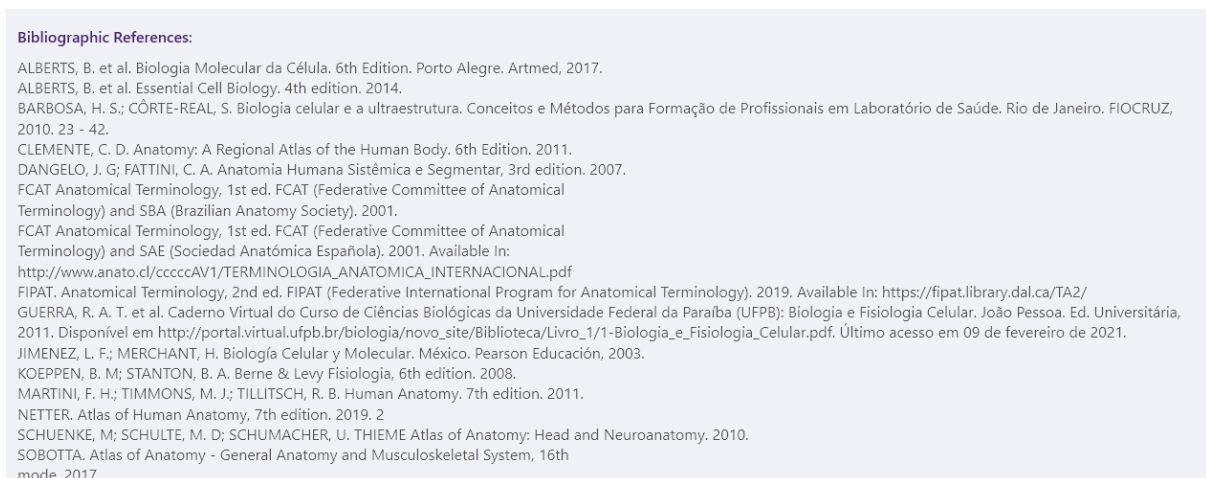 Bibliographic References:
ALBERTS, B. et al. Biologia Molecular da Célula. 6th Edition. Porto Alegre. Artmed, 2017.
ALBERTS, B. et al. Essential Cell Biology. 4th edition. 2014.
BARBOSA, H. S.; CÔRTE-REAL, S. Biologia celular e a ultraestrutura. Conceitos e Métodos para Formação de Profissionais em Laboratório de Saúde. Rio de Janeiro. FIOCRUZ,
2010. 23 - 42.
CLEMENTE, C. D. Anatomy: A Regional Atlas of the Human Body. 6th Edition. 2011.
DANGELO, J. G; FATTINI, C. A. Anatomia Humana Sistêmica e Segmentar, 3rd edition. 2007.
FCAT Anatomical Terminology, 1st ed. FCAT (Federative Committee of Anatomical
Terminology) and SBA (Brazilian Anatomy Society). 2001.
FCAT Anatomical Terminology, 1st ed. FCAT (Federative Committee of Anatomical
Terminology) and SAE (Sociedad Anatómica Española). 2001. Available In:
http://www.anato.cl/cccccAV1/TERMINOLOGIA_ANATOMICA_INTERNACIONAL.pdf
FIPAT. Anatomical Terminology, 2nd ed. FIPAT (Federative International Program for Anatomical Terminology). 2019. Available In: https://fipat.library.dal.ca/TA2/
GUERRA, R. A. T. et al. Caderno Virtual do Curso de Ciências Biológicas da Universidade Federal da Paraíba (UFPB): Biologia e Fisiologia Celular. João Pessoa. Ed. Universitária,
2011. Disponível em http://portal.virtual.ufpb.br/biologia/novo_site/Biblioteca/Livro_1/1-Biologia_e_Fisiologia_Celular.pdf. Último acesso em 09 de fevereiro de 2021.
JIMENEZ, L. F.; MERCHANT, H. Biología Celular y Molecular. México. Pearson Educación, 2003.
KOEPPEN, B. M; STANTON, B. A. Berne & Levy Fisiologia, 6th edition. 2008.
MARTINI, F. H.; TIMMONS, M. J.; TILLITSCH, R. B. Human Anatomy. 7th edition. 2011.
NETTER. Atlas of Human Anatomy, 7th edition. 2019. 2
SCHUENKE, M; SCHULTE, M. D; SCHUMACHER, U. THIEME Atlas of Anatomy: Head and Neuroanatomy. 2010.
SOBOTTA. Atlas of Anatomy - General Anatomy and Musculoskeletal System, 16th
mode. 2017